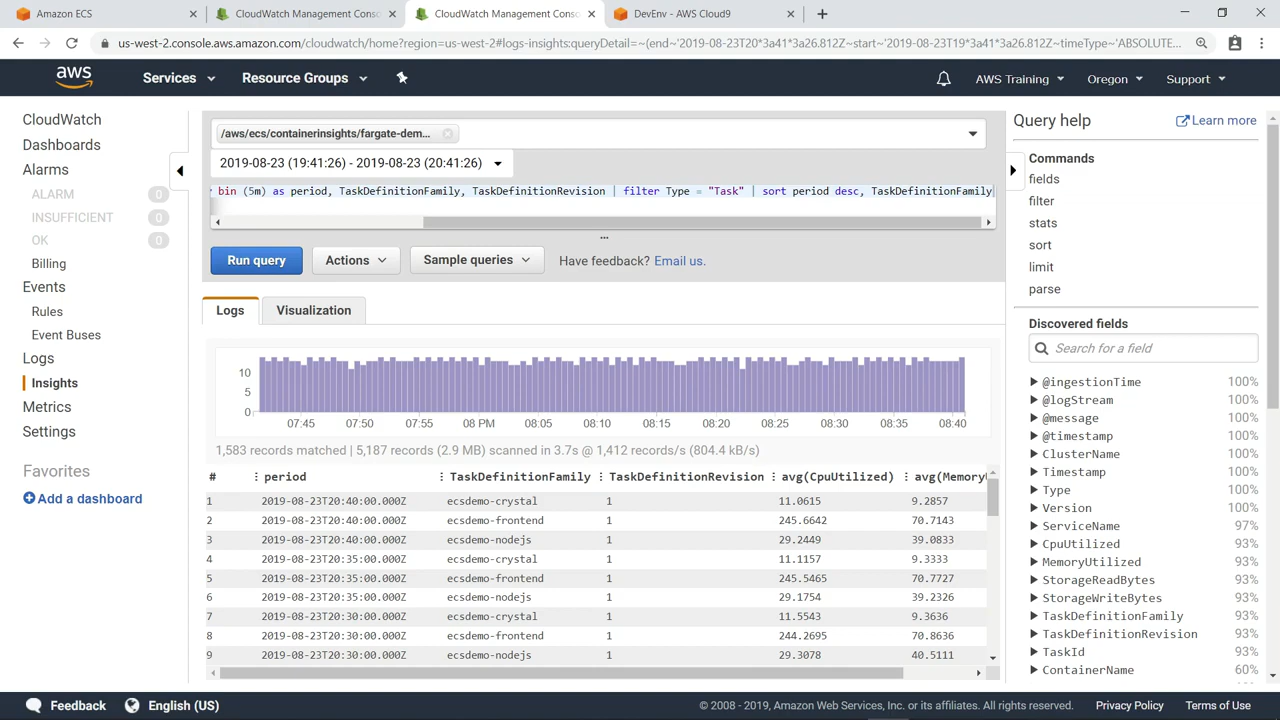 Amazon ECS
CloudWatch Management Conso
CloudWatch Management Conso
DevEnv - AWS Cloud9
us-west-2.console.aws.amazon.com/cloudwatch/home?region=us-west-2#logs-insights:queryDetail=~(end~'2019-08-23T20*3a41*3a26.812Z~start~'2019-08-23T19*3a41*3a26.812Z~timeType~'ABSOLUTE...
aws
Services
Resource Groups
AWS Training
Oregon
Support
CloudWatch
Dashboards
Alarms
ALARM 0
INSUFFICIENT 0
OK 0
Billing
Events
Rules
Event Buses
Logs
Insights
Metrics
Settings
Favorites
Add a dashboard
/aws/ecs/containerinsights/fargate-dem...
2019-08-23 (19:41:26) - 2019-08-23 (20:41:26)
bin (5m) as period, TaskDefinitionFamily, TaskDefinitionRevision | filter Type = "Task" | sort period desc, TaskDefinitionFamily
Run query
Actions
Sample queries
Have feedback? Email us.
Logs
Visualization
10
5
0
07:45 07:50 07:55 08 PM 08:05 08:10 08:15 08:20 08:25 08:30 08:35 08:40
1,583 records matched | 5,187 records (2.9 MB) scanned in 3.7s @ 1,412 records/s (804.4 kB/s)
# period TaskDefinitionFamily TaskDefinitionRevision avg(CpuUtilized) avg(MemoryU
1 2019-08-23T20:40:00.000Z ecsdemo-crystal 1 11.0615 9.2857
2 2019-08-23T20:40:00.000Z ecsdemo-frontend 1 245.6642 70.7143
3 2019-08-23T20:40:00.000Z ecsdemo-nodejs 1 29.2449 39.0833
4 2019-08-23T20:35:00.000Z ecsdemo-crystal 1 11.1157 9.3333
5 2019-08-23T20:35:00.000Z ecsdemo-frontend 1 245.5465 70.7727
6 2019-08-23T20:35:00.000Z ecsdemo-nodejs 1 29.1754 39.2326
7 2019-08-23T20:30:00.000Z ecsdemo-crystal 1 11.5543 9.3636
8 2019-08-23T20:30:00.000Z ecsdemo-frontend 1 244.2695 70.8636
9 2019-08-23T20:30:00.000Z ecsdemo-nodejs 1 29.3078 40.5111
Query help
Learn more
Commands
fields
filter
stats
sort
limit
parse
Discovered fields
Search for a field
@ingestionTime 100%
@logStream 100%
@message 100%
@timestamp 100%
ClusterName 100%
Timestamp 100%
Type 100%
Version 100%
ServiceName 97%
CpuUtilized 93%
MemoryUtilized 93%
StorageReadBytes 93%
StorageWriteBytes 93%
TaskDefinitionFamily 93%
TaskDefinitionRevision 93%
TaskId 93%
ContainerName 60%
Feedback
English (US)
© 2008 - 2019, Amazon Web Services, Inc. or its affiliates. All rights reserved.
Privacy Policy
Terms of Use